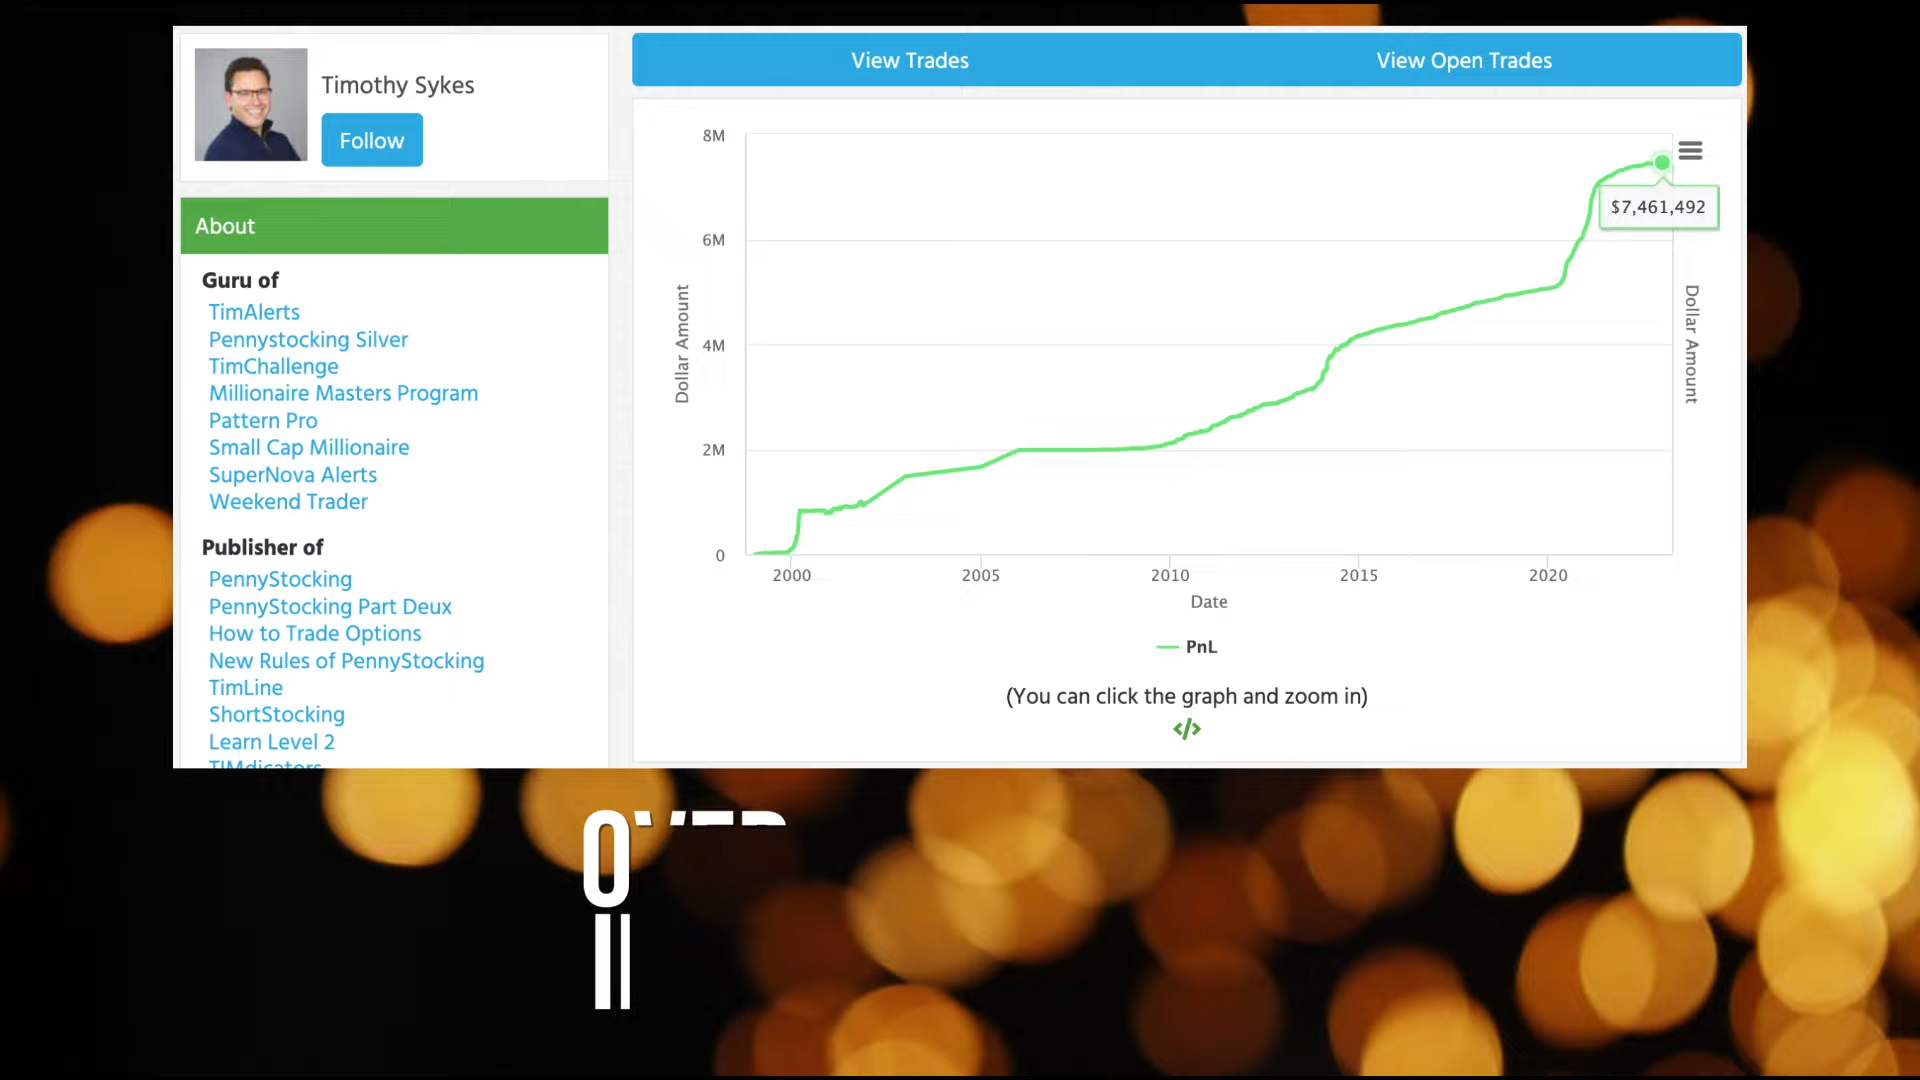 Timothy Sykes
Follow
About
Guru of
TimAlerts
Pennystocking Silver
TimChallenge
Millionaire Masters Program
Pattern Pro
Small Cap Millionaire
SuperNova Alerts
Weekend Trader
Publisher of
PennyStocking
PennyStocking Part Deux
How to Trade Options
New Rules of PennyStocking
TimLine
ShortStocking
Learn Level 2
TIMdicators
View Trades
View Open Trades
8M
6M
4M
2M
0
Dollar Amount
$7,461,492
Dollar Amount
2000 2005 2010 2015 2020
Date
PnL
(You can click the graph and zoom in)
</>
OVER